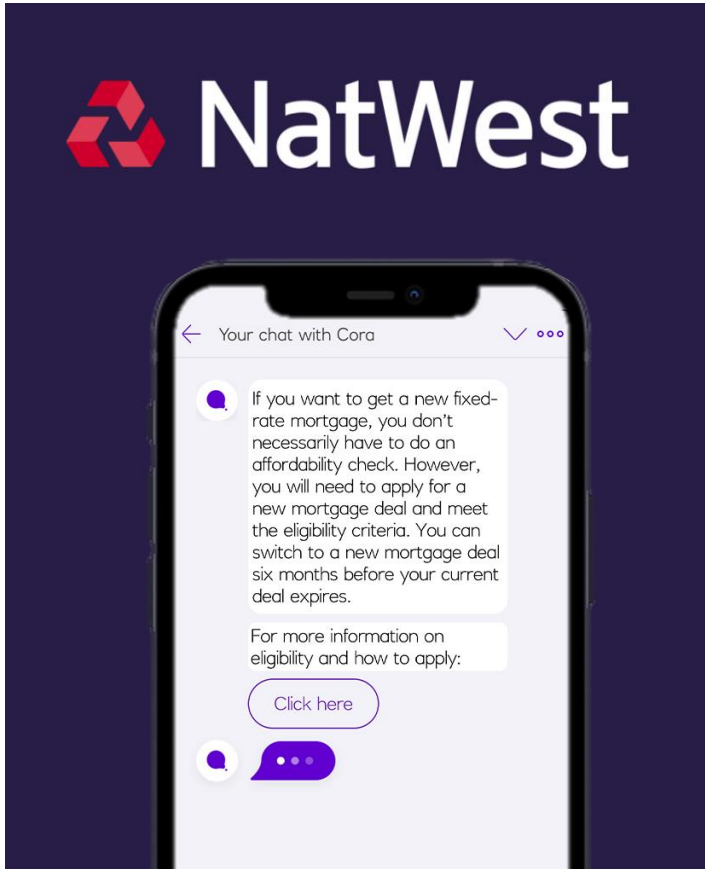 NatWest
Your chat with Cora
If you want to get a new fixed-
rate mortgage, you don't
necessarily have to do an
affordability check. However,
you will need to apply for a
new mortgage deal and meet
the eligibility criteria. You can
switch to a new mortgage deal
six months before your current
deal expires.
For more information on
eligibility and how to apply:
Click here